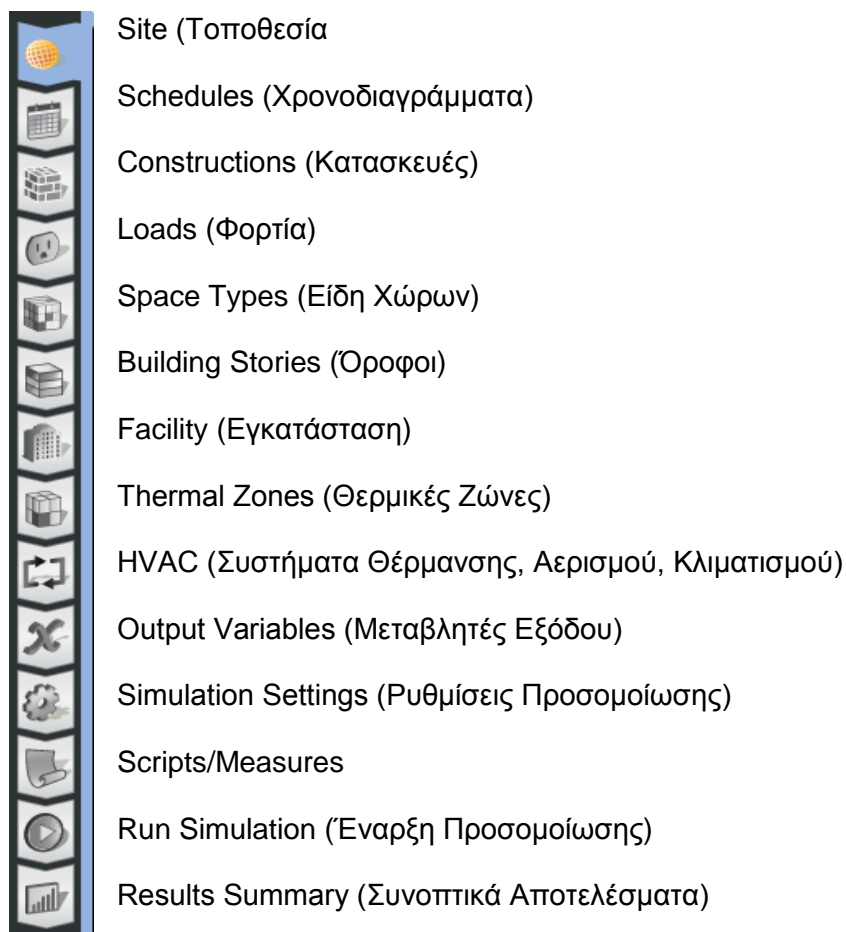 Site (Τοποθεσία
Schedules (Χρονοδιαγράμματα)
Constructions (Κατασκευές)
Loads (Φορτία)
Space Types (Είδη Χώρων)
Building Stories (Όροφοι)
Facility (Εγκατάσταση)
Thermal Zones (Θερμικές Ζώνες)
HVAC (Συστήματα Θέρμανσης, Αερισμού, Κλιματισμού)
Output Variables (Μεταβλητές Εξόδου)
Simulation Settings (Ρυθμίσεις Προσομοίωσης)
Scripts/Measures
Run Simulation (Έναρξη Προσομοίωσης)
Results Summary (Συνοπτικά Αποτελέσματα)